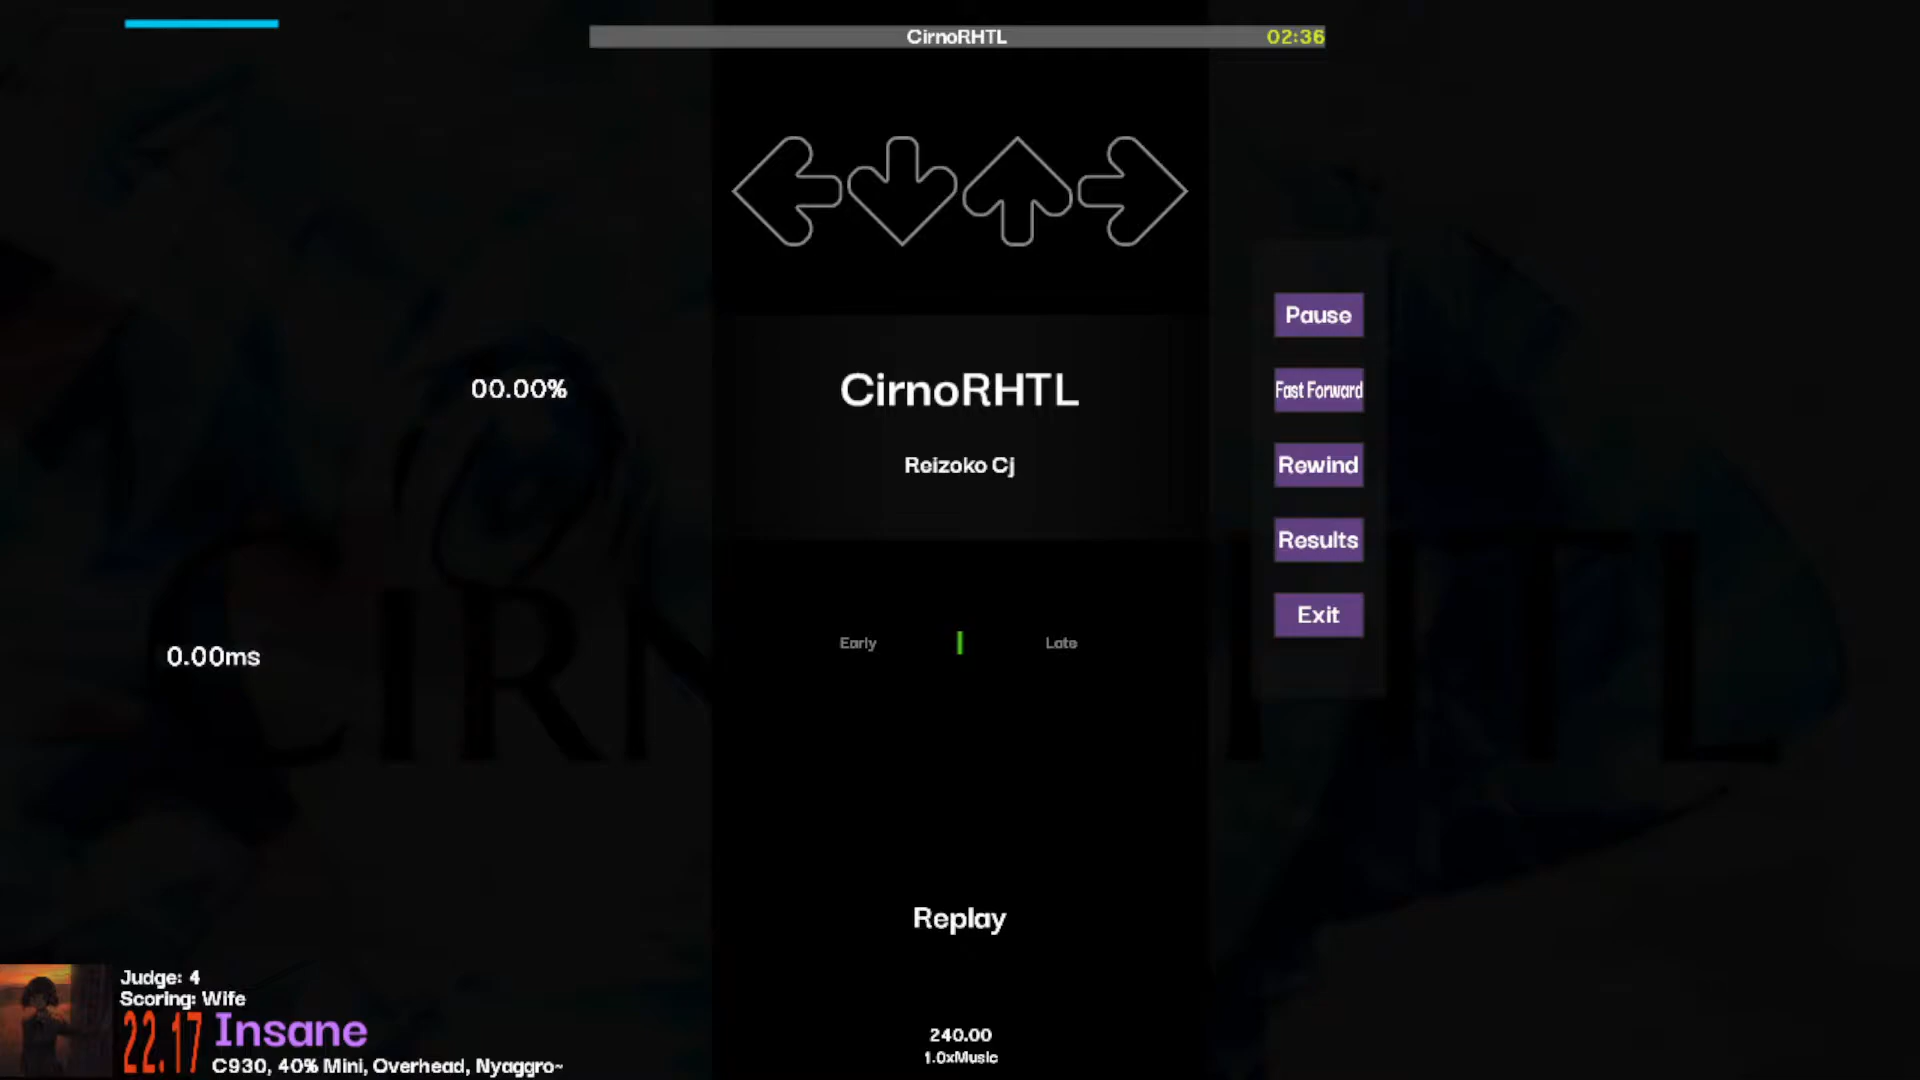 CirnoRHTL
02:36
Pause
00.00%
CirnoRHTL
Fast Forward
Reizoko Cj
Rewind
Results
Exit
Early
Late
0.00ms
CIRNORHTL
Replay
Judge: 4
Scoring: Wife
22.17 Insane
C930, 40% Mini, Overhead, Nyaggro~
240.00
1.0xMusic